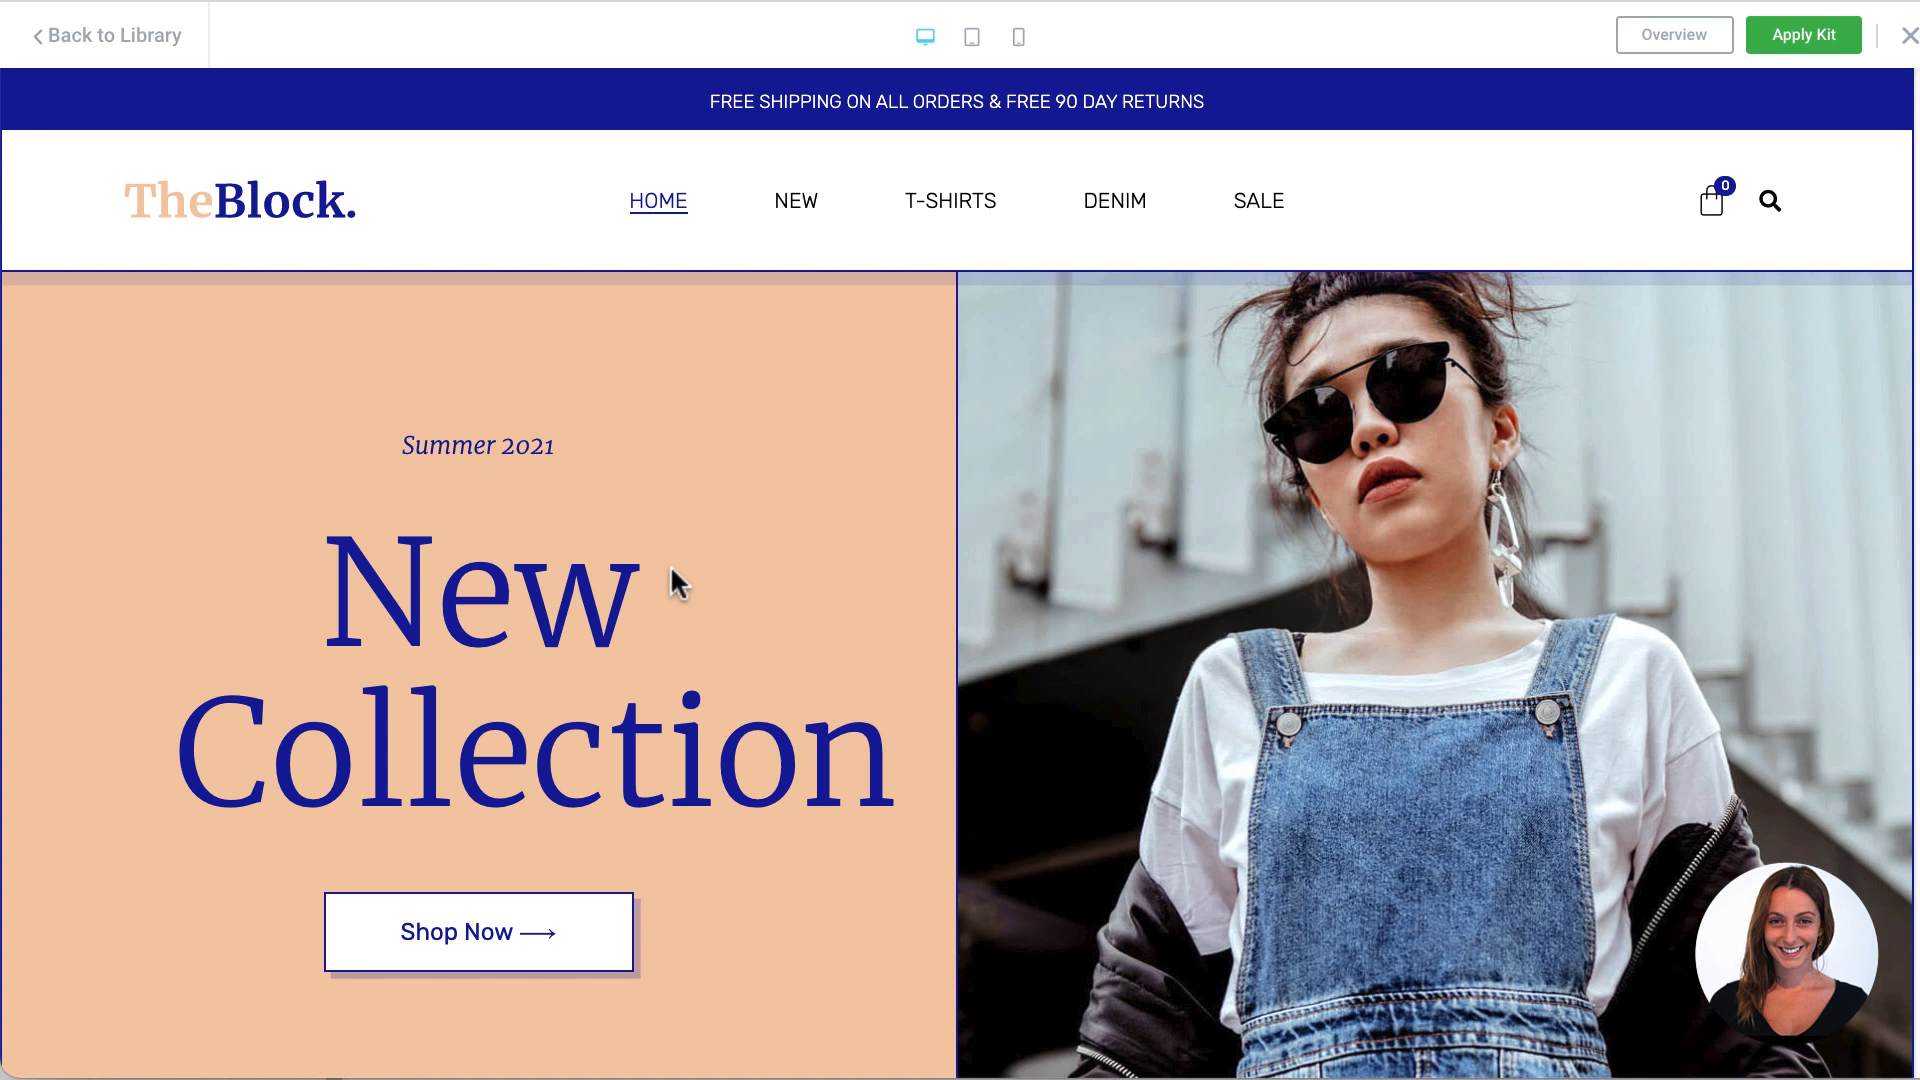 Back to Library
Overview
Apply Kit
FREE SHIPPING ON ALL ORDERS & FREE 90 DAY RETURNS
TheBlock.
HOME
NEW
T-SHIRTS
DENIM
SALE
0
Summer 2021
New
Collection
Shop Now ⟶